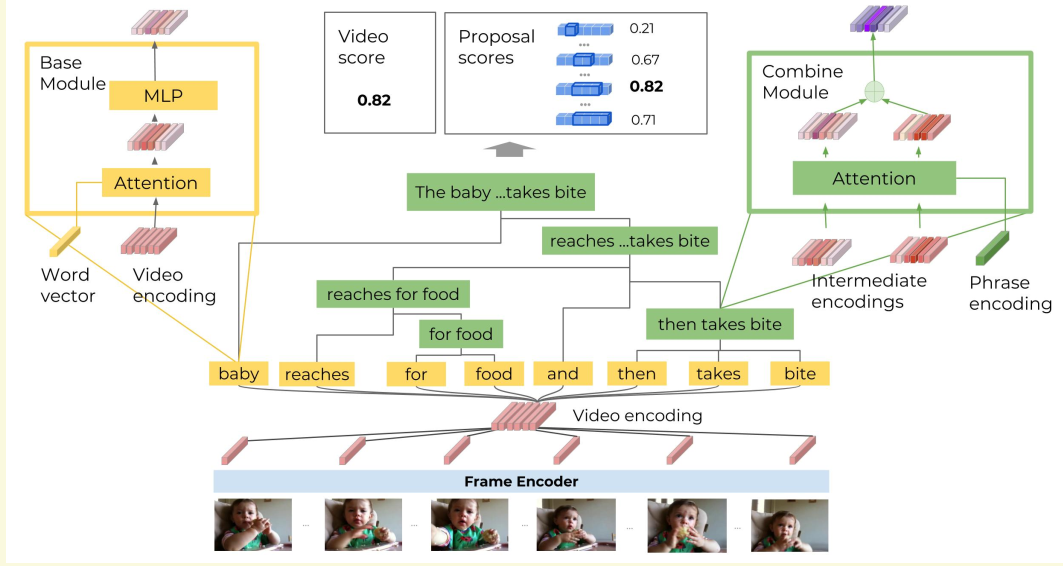 Base
Module
MLP
Attention
Word
vector
Video
encoding
Video
score
0.82
Proposal
scores
0.21
...
0.67
...
0.82
...
0.71
Combine
Module
Attention
Intermediate
encodings
Phrase
encoding
The baby ...takes bite
reaches ...takes bite
reaches for food
for food
then takes bite
baby
reaches
for
food
and
then
takes
bite
Video encoding
Frame Encoder
...
...
...
...
...